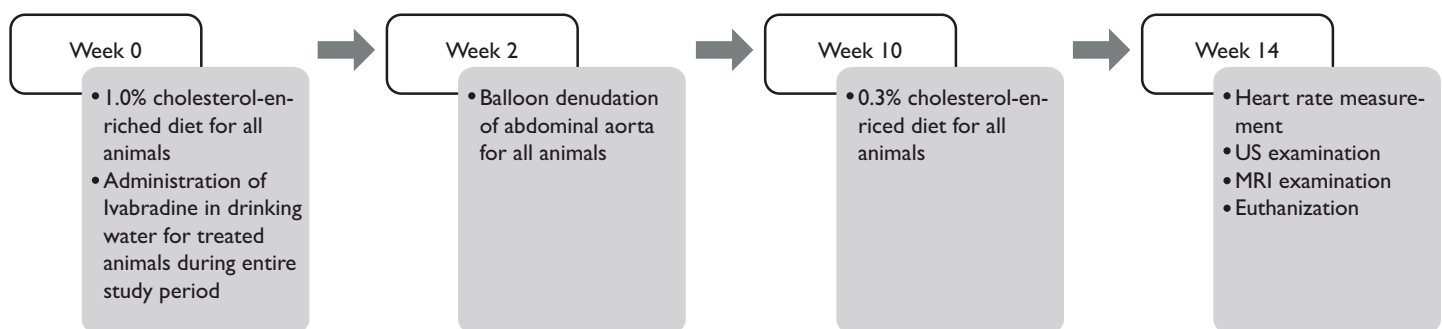 Week 0
• 1.0% cholesterol-en-
riched diet for all
animals
• Administration of
Ivabradine in drinking
water for treated
animals during entire
study period
Week 2
• Balloon denudation
of abdominal aorta
for all animals
Week 10
• 0.3% cholesterol-en-
riced diet for all
animals
Week 14
• Heart rate measure-
ment
• US examination
• MRI examination
• Euthanization